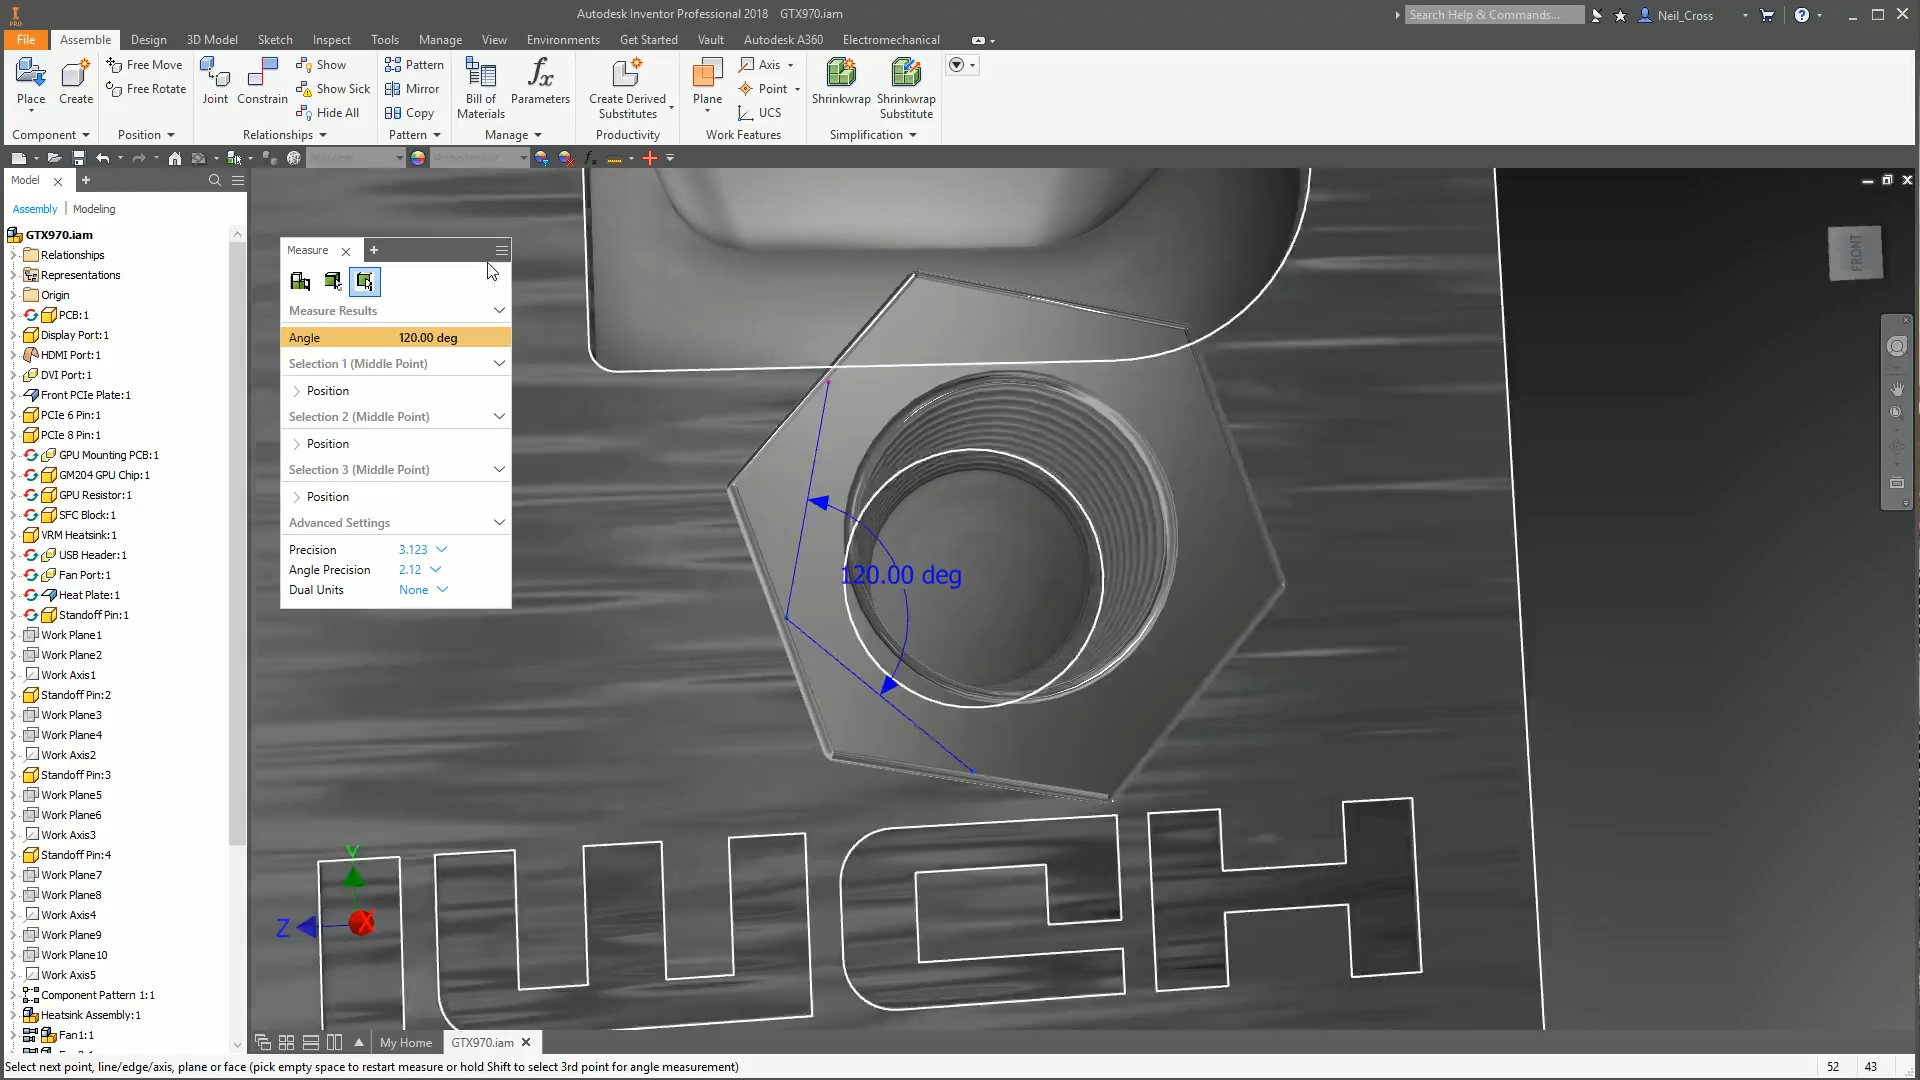 Autodesk Inventor Professional 2018 GTX970.iam
Search Help & Commands...
Neil_Cross
PRO
File Assemble Design 3D Model Sketch Inspect Tools Manage View Environments Get Started Vault Autodesk A360 Electromechanical
Place
Create
Free Move
Free Rotate
Joint
Constrain
Show
Show Sick
Hide All
Pattern
Mirror
Copy
Bill of
Materials
Parameters
Create Derived
Substitutes
Plane
Axis
Point
UCS
Shrinkwrap
Shrinkwrap
Substitute
Component
Position
Relationships
Pattern
Manage
Productivity
Work Features
Simplification
Model
Assembly | Modeling
GTX970.iam
Relationships
Representations
Origin
PCB:1
Display Port:1
HDMI Port:1
DVI Port:1
Front PCIe Plate:1
PCIe 6 Pin:1
PCIe 8 Pin:1
GPU Mounting PCB:1
GM204 GPU Chip:1
GPU Resistor:1
SFC Block:1
VRM Heatsink:1
USB Header:1
Fan Port:1
Heat Plate:1
Standoff Pin:1
Work Plane1
Work Plane2
Work Axis1
Standoff Pin:2
Work Plane3
Work Plane4
Work Axis2
Standoff Pin:3
Work Plane5
Work Plane6
Work Axis3
Standoff Pin:4
Work Plane7
Work Plane8
Work Axis4
Work Plane9
Work Plane10
Work Axis5
Component Pattern 1:1
Heatsink Assembly:1
Fan1:1
Measure
Measure Results
Angle 120.00 deg
Selection 1 (Middle Point)
Position
Selection 2 (Middle Point)
Position
Selection 3 (Middle Point)
Position
Advanced Settings
Precision 3.123
Angle Precision 2.12
Dual Units None
120.00 deg
FRONT
Y
Z
X
My Home GTX970.iam
Select next point, line/edge/axis, plane or face (pick empty space to restart measure or hold Shift to select 3rd point for angle measurement)
52 43